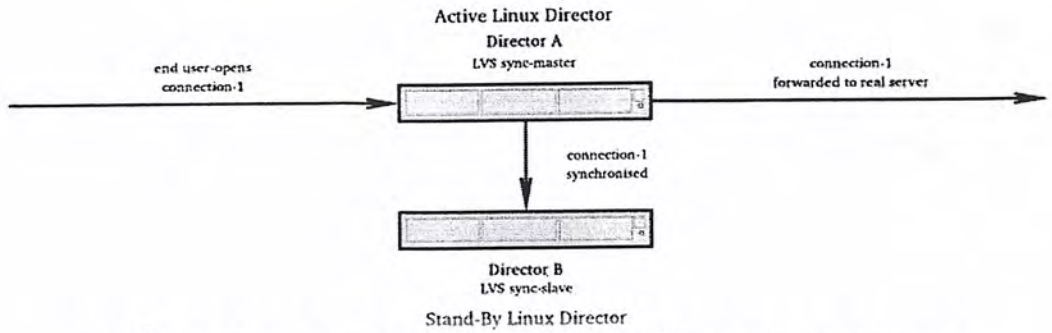 Active Linux Director
Director A
LVS sync-master
end user-opens
connection-1
connection-1
forwarded to real server
connection-1
synchronised
Director B
LVS sync-slave
Stand-By Linux Director